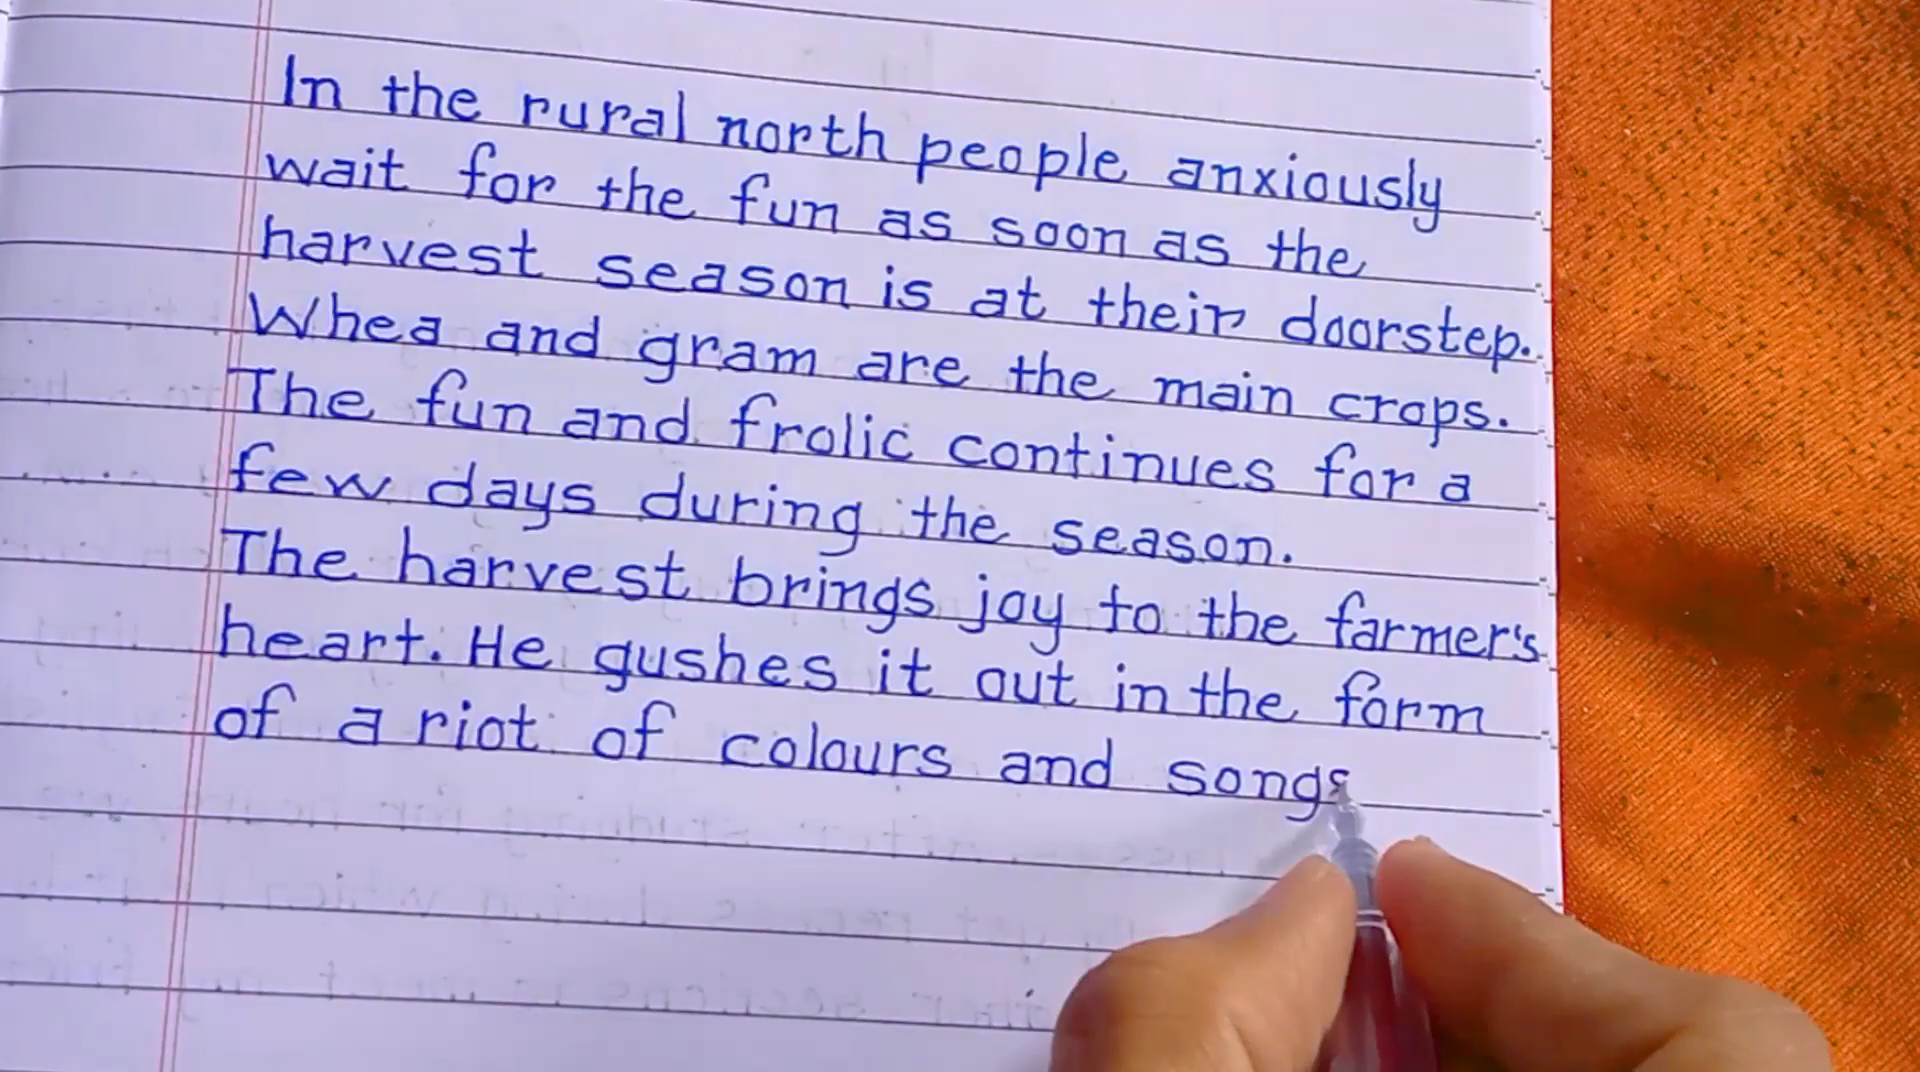 In the rural north people anxiously
wait for the fun as soon as the
harvest season is at their doorstep.
Whea and gram are the main crops.
The fun and frolic continues for a
few days during the season.
The harvest brings joy to the farmer's
heart. He gushes it out in the form
of a riot of colours and songs